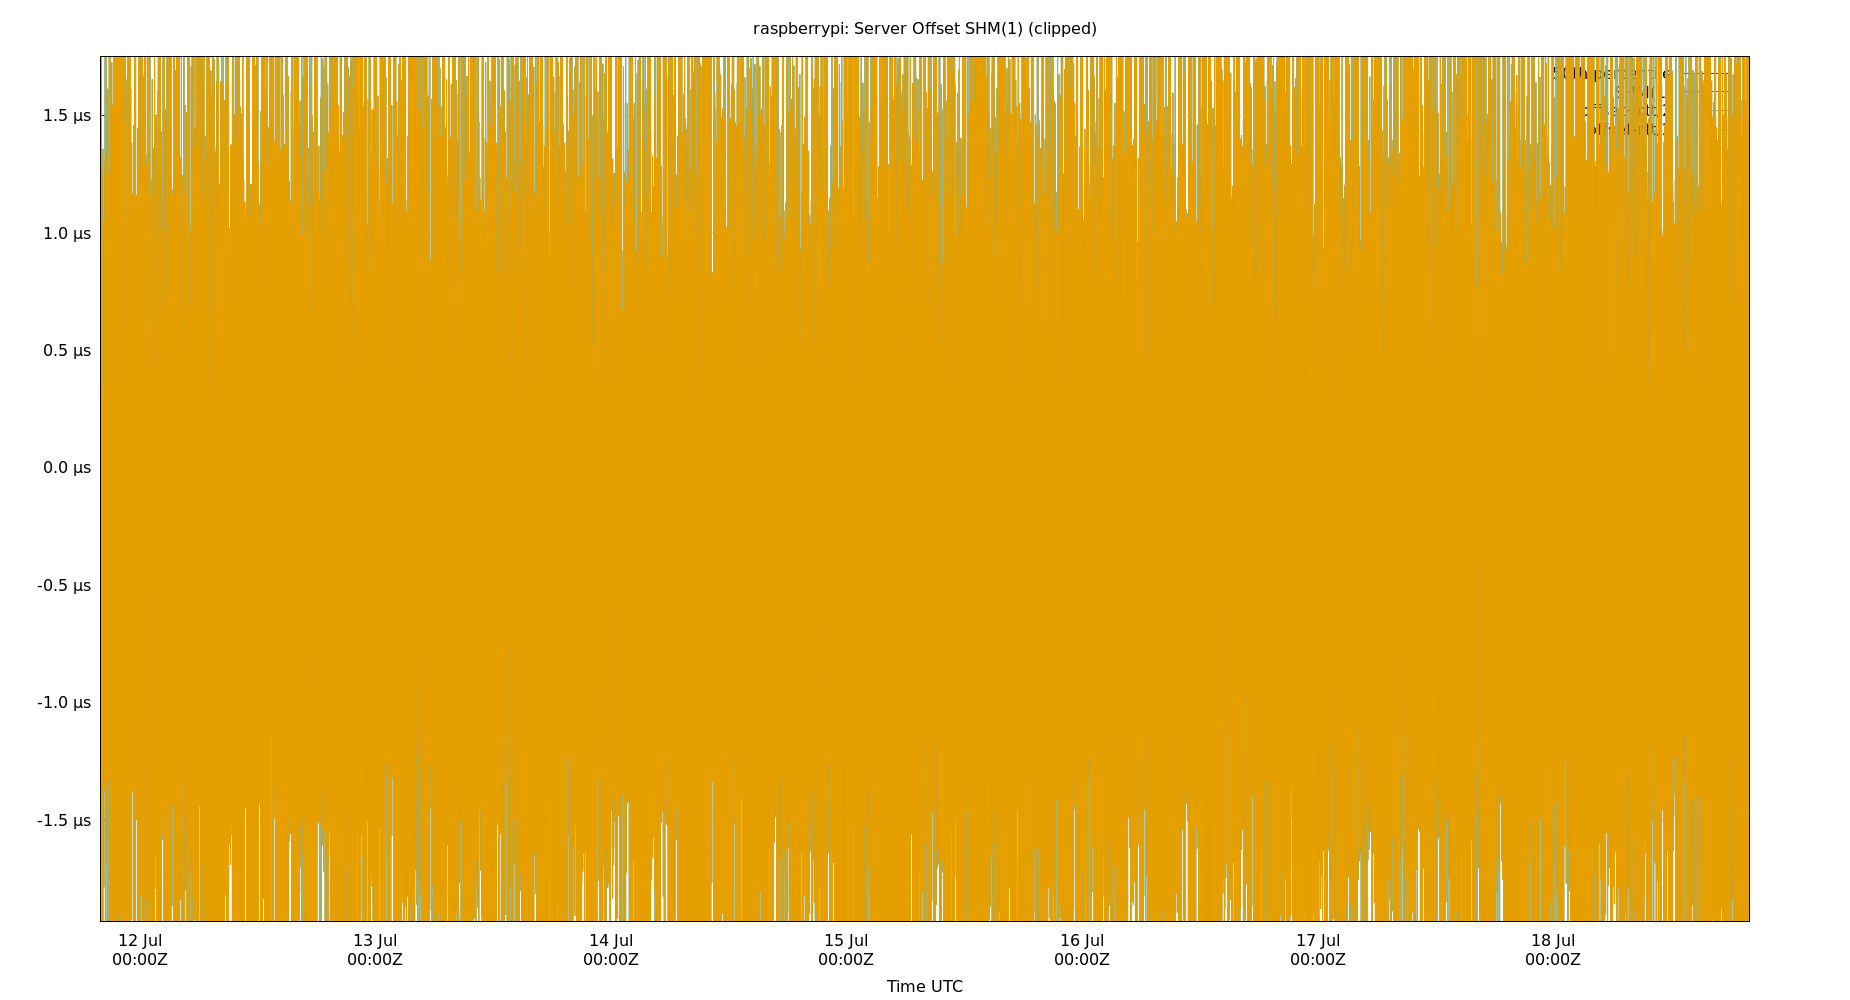 raspberrypi: Server Offset SHM(1) (clipped)
50th percentile
1.5 µs
1.0 µs
0.5 µs
0.0 µs
-0.5 µs
-1.0 µs
-1.5 µs
12 Jul 13 Jul 14 Jul 15 Jul 16 Jul 17 Jul 18 Jul
00:00Z 00:00Z 00:00Z 00:00Z 00:00Z 00:00Z 00:00Z
Time UTC